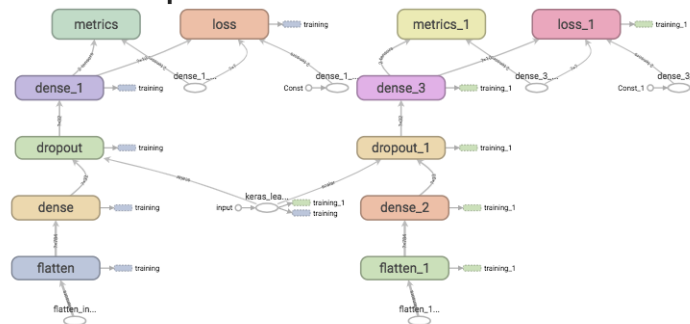 metrics
loss
training
metrics_1
loss_1
training_1
dense_1
training
dense_1_...
Const
dense_1_...
dense_3
training_1
dense_3_...
Const_1
dense_3
dropout
training
dropout_1
training_1
dense
training
input
keras_lea...
training_1
training
dense_2
training_1
flatten
training
flatten_1
training_1
flatten_in...
flatten_1...